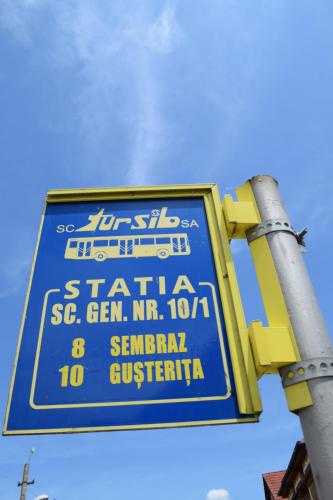 SC TURSIB SA
STATIA
SC. GEN. NR. 10/1
8 SEMBRAZ
10 GUȘTERIȚA